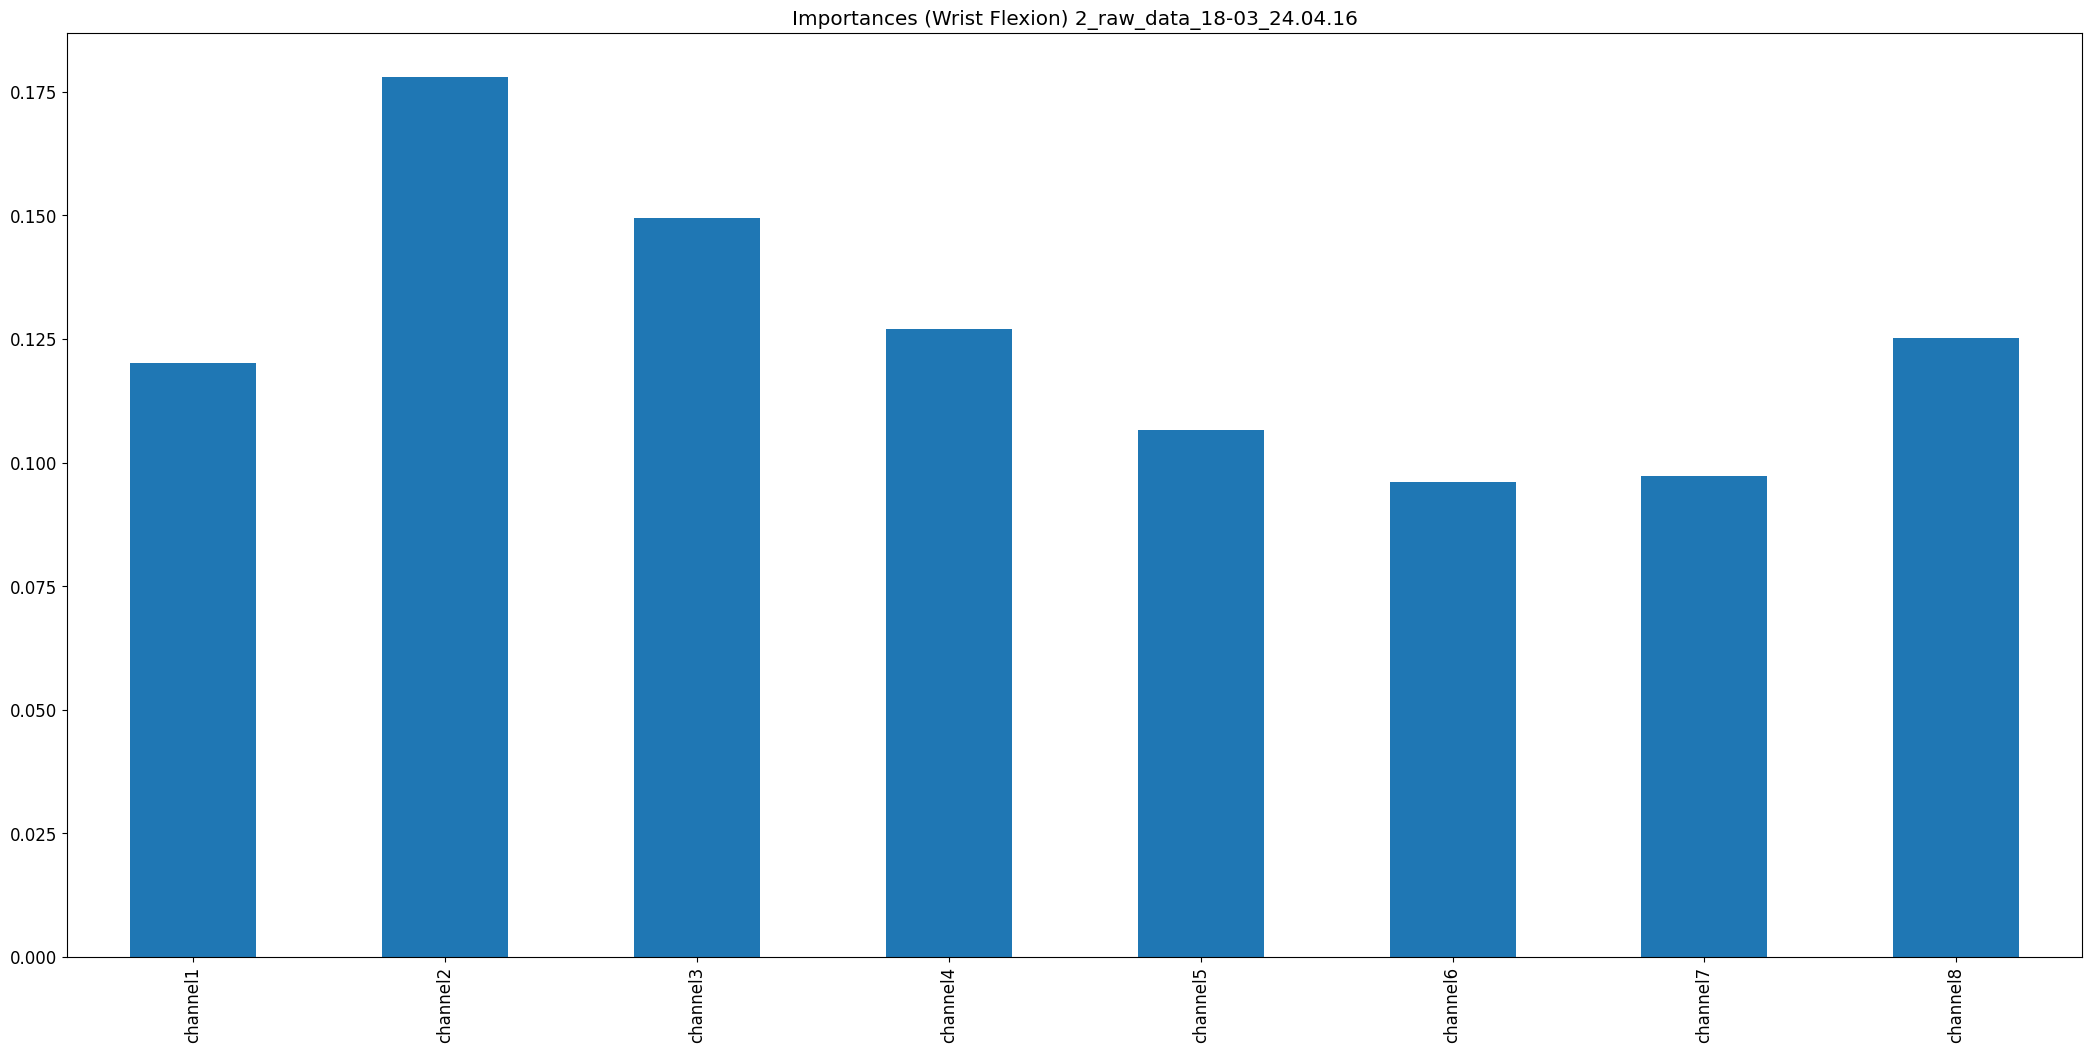 Importances (Wrist Flexion) 2_raw_data_18-03_24.04.16
0.175
0.150
0.125
0.100
0.075
0.050
0.025
0.000
channel1
channel2
channel3
channel4
channel5
channel6
channel7
channel8